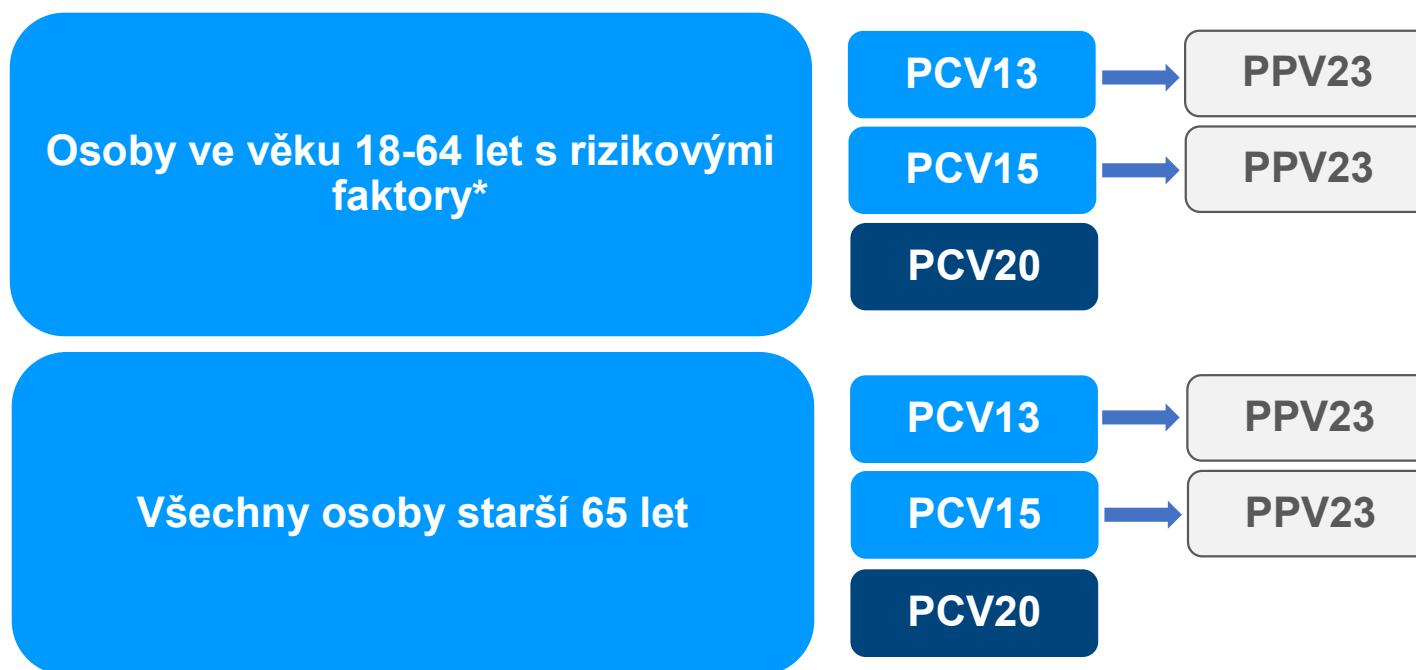 Osoby ve věku 18-64 let s rizikovými
faktory*
PCV13
PPV23
PCV15
PPV23
PCV20
Všechny osoby starší 65 let
PCV13
PPV23
PCV15
PPV23
PCV20